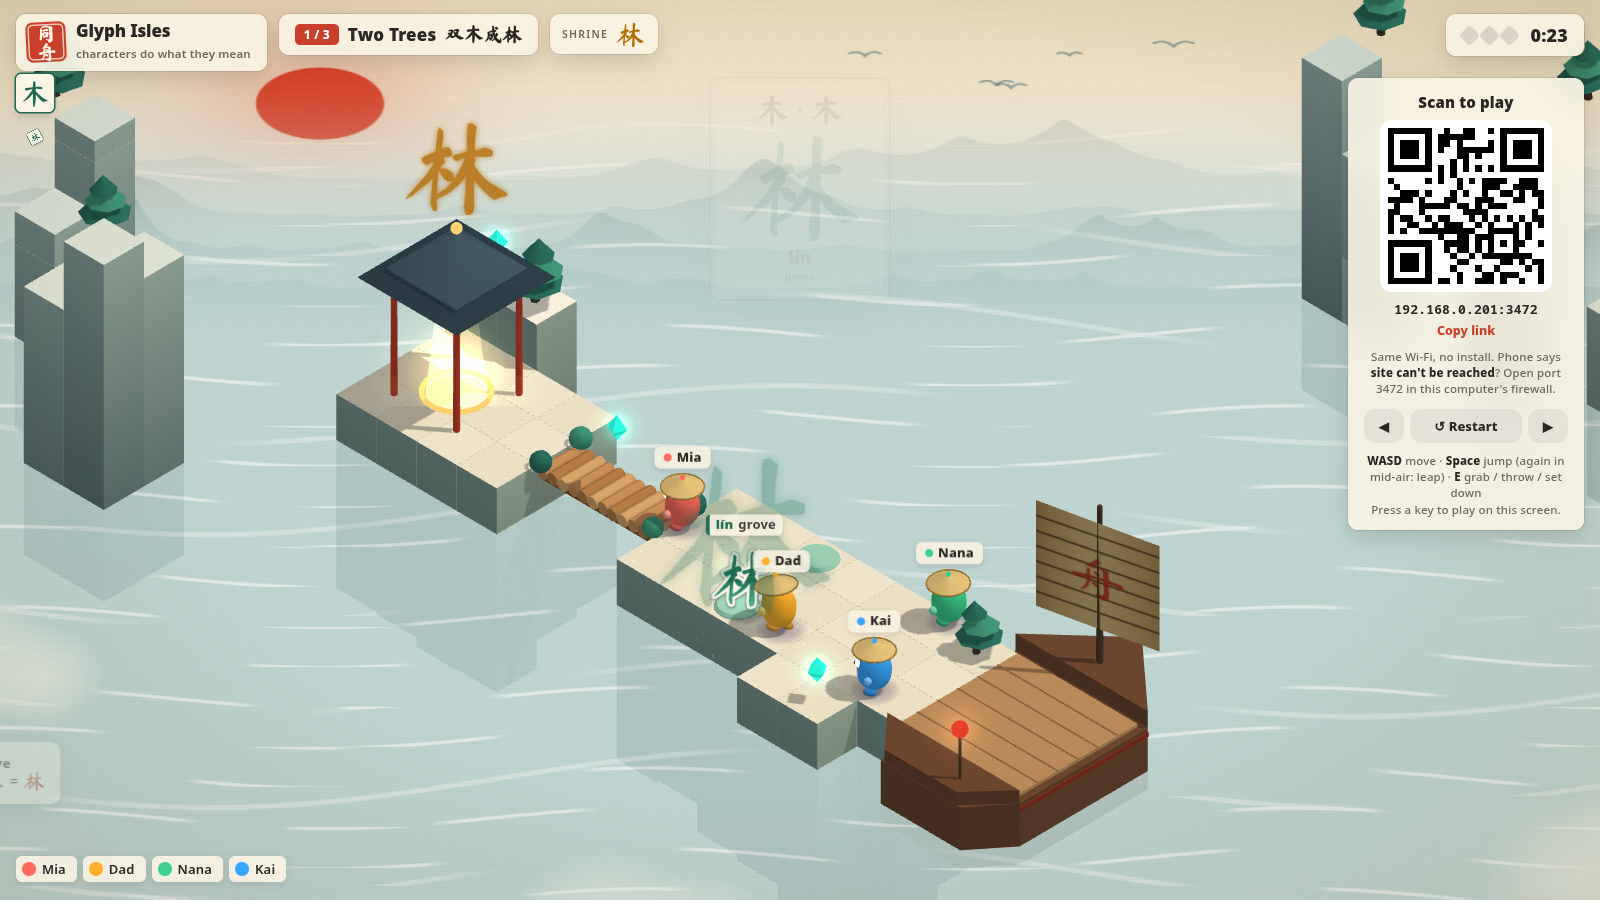 同舟
Glyph Isles
characters do what they mean
1 / 3 Two Trees 双木成林
SHRINE 林
0:23
木
林
林
木 + 木
林
lín
grove
Scan to play
192.168.0.201:3472
Copy link
Same Wi-Fi, no install. Phone says
site can't be reached? Open port
3472 in this computer's firewall.
◀ ↺ Restart ▶
WASD move · Space jump (again in
mid-air: leap) · E grab / throw / set
down
Press a key to play on this screen.
Mia
lín grove
林
Dad
Nana
Kai
舟
= 林
Mia Dad Nana Kai